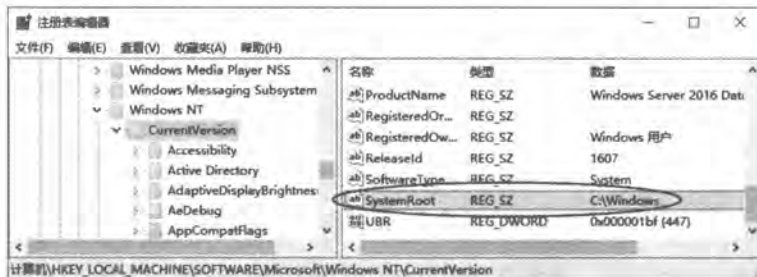 注册表编辑器
文件(F) 编辑(E) 查看(V) 收藏夹(A) 帮助(H)
Windows Media Player NSS
Windows Messaging Subsystem
Windows NT
CurrentVersion
Accessibility
Active Directory
AdaptiveDisplayBrightnes
AeDebug
AppCompatFlags
名称 类型 数据
ProductName REG_SZ Windows Server 2016 Data
RegisteredOr... REG_SZ
RegisteredOw... REG_SZ Windows 用户
ReleaseId REG_SZ 1607
SoftwareType REG_SZ System
SystemRoot REG_SZ C:\Windows
UBR REG_DWORD 0x000001bf (447)
计算机\HKEY_LOCAL_MACHINE\SOFTWARE\Microsoft\Windows NT\CurrentVersion